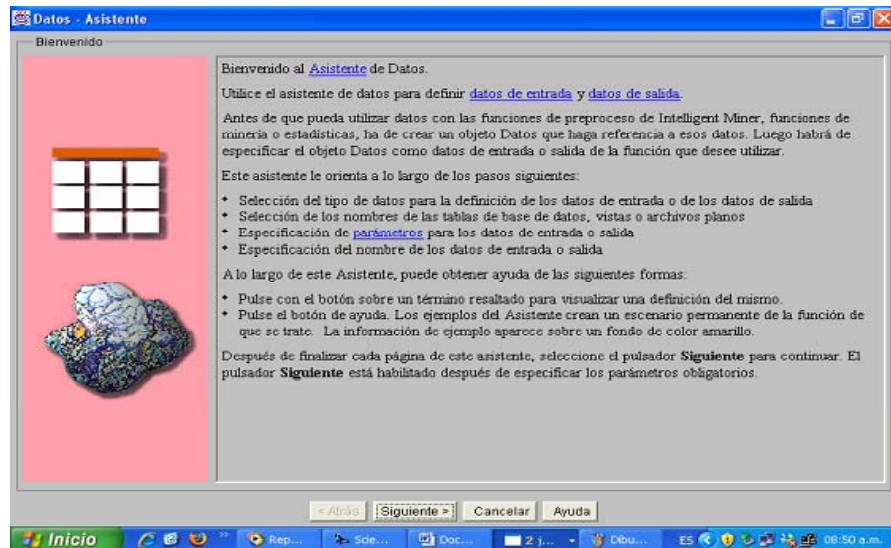 Datos - Asistente
Bienvenido
Bienvenido al Asistente de Datos.
Utilice el asistente de datos para definir datos de entrada y datos de salida.
Antes de que pueda utilizar datos con las funciones de preproceso de Intelligent Miner, funciones de
minería o estadísticas, ha de crear un objeto Datos que haga referencia a esos datos. Luego habrá de
especificar el objeto Datos como datos de entrada o salida de la función que desee utilizar.
Este asistente le orienta a lo largo de los pasos siguientes:
• Selección del tipo de datos para la definición de los datos de entrada o de los datos de salida
• Selección de los nombres de las tablas de base de datos, vistas o archivos planos
• Especificación de parámetros para los datos de entrada o salida
• Especificación del nombre de los datos de entrada o salida
A lo largo de este Asistente, puede obtener ayuda de las siguientes formas:
• Pulse con el botón sobre un término resaltado para visualizar una definición del mismo.
• Pulse el botón de ayuda. Los ejemplos del Asistente crean un escenario permanente de la función de
que se trate. La información de ejemplo aparece sobre un fondo de color amarillo.
Después de finalizar cada página de este asistente, seleccione el pulsador Siguiente para continuar. El
pulsador Siguiente está habilitado después de especificar los parámetros obligatorios.
< Atrás Siguiente > Cancelar Ayuda
Inicio Rep... Scie... Doc... 2 j... Dibu... ES 08:50 a.m.